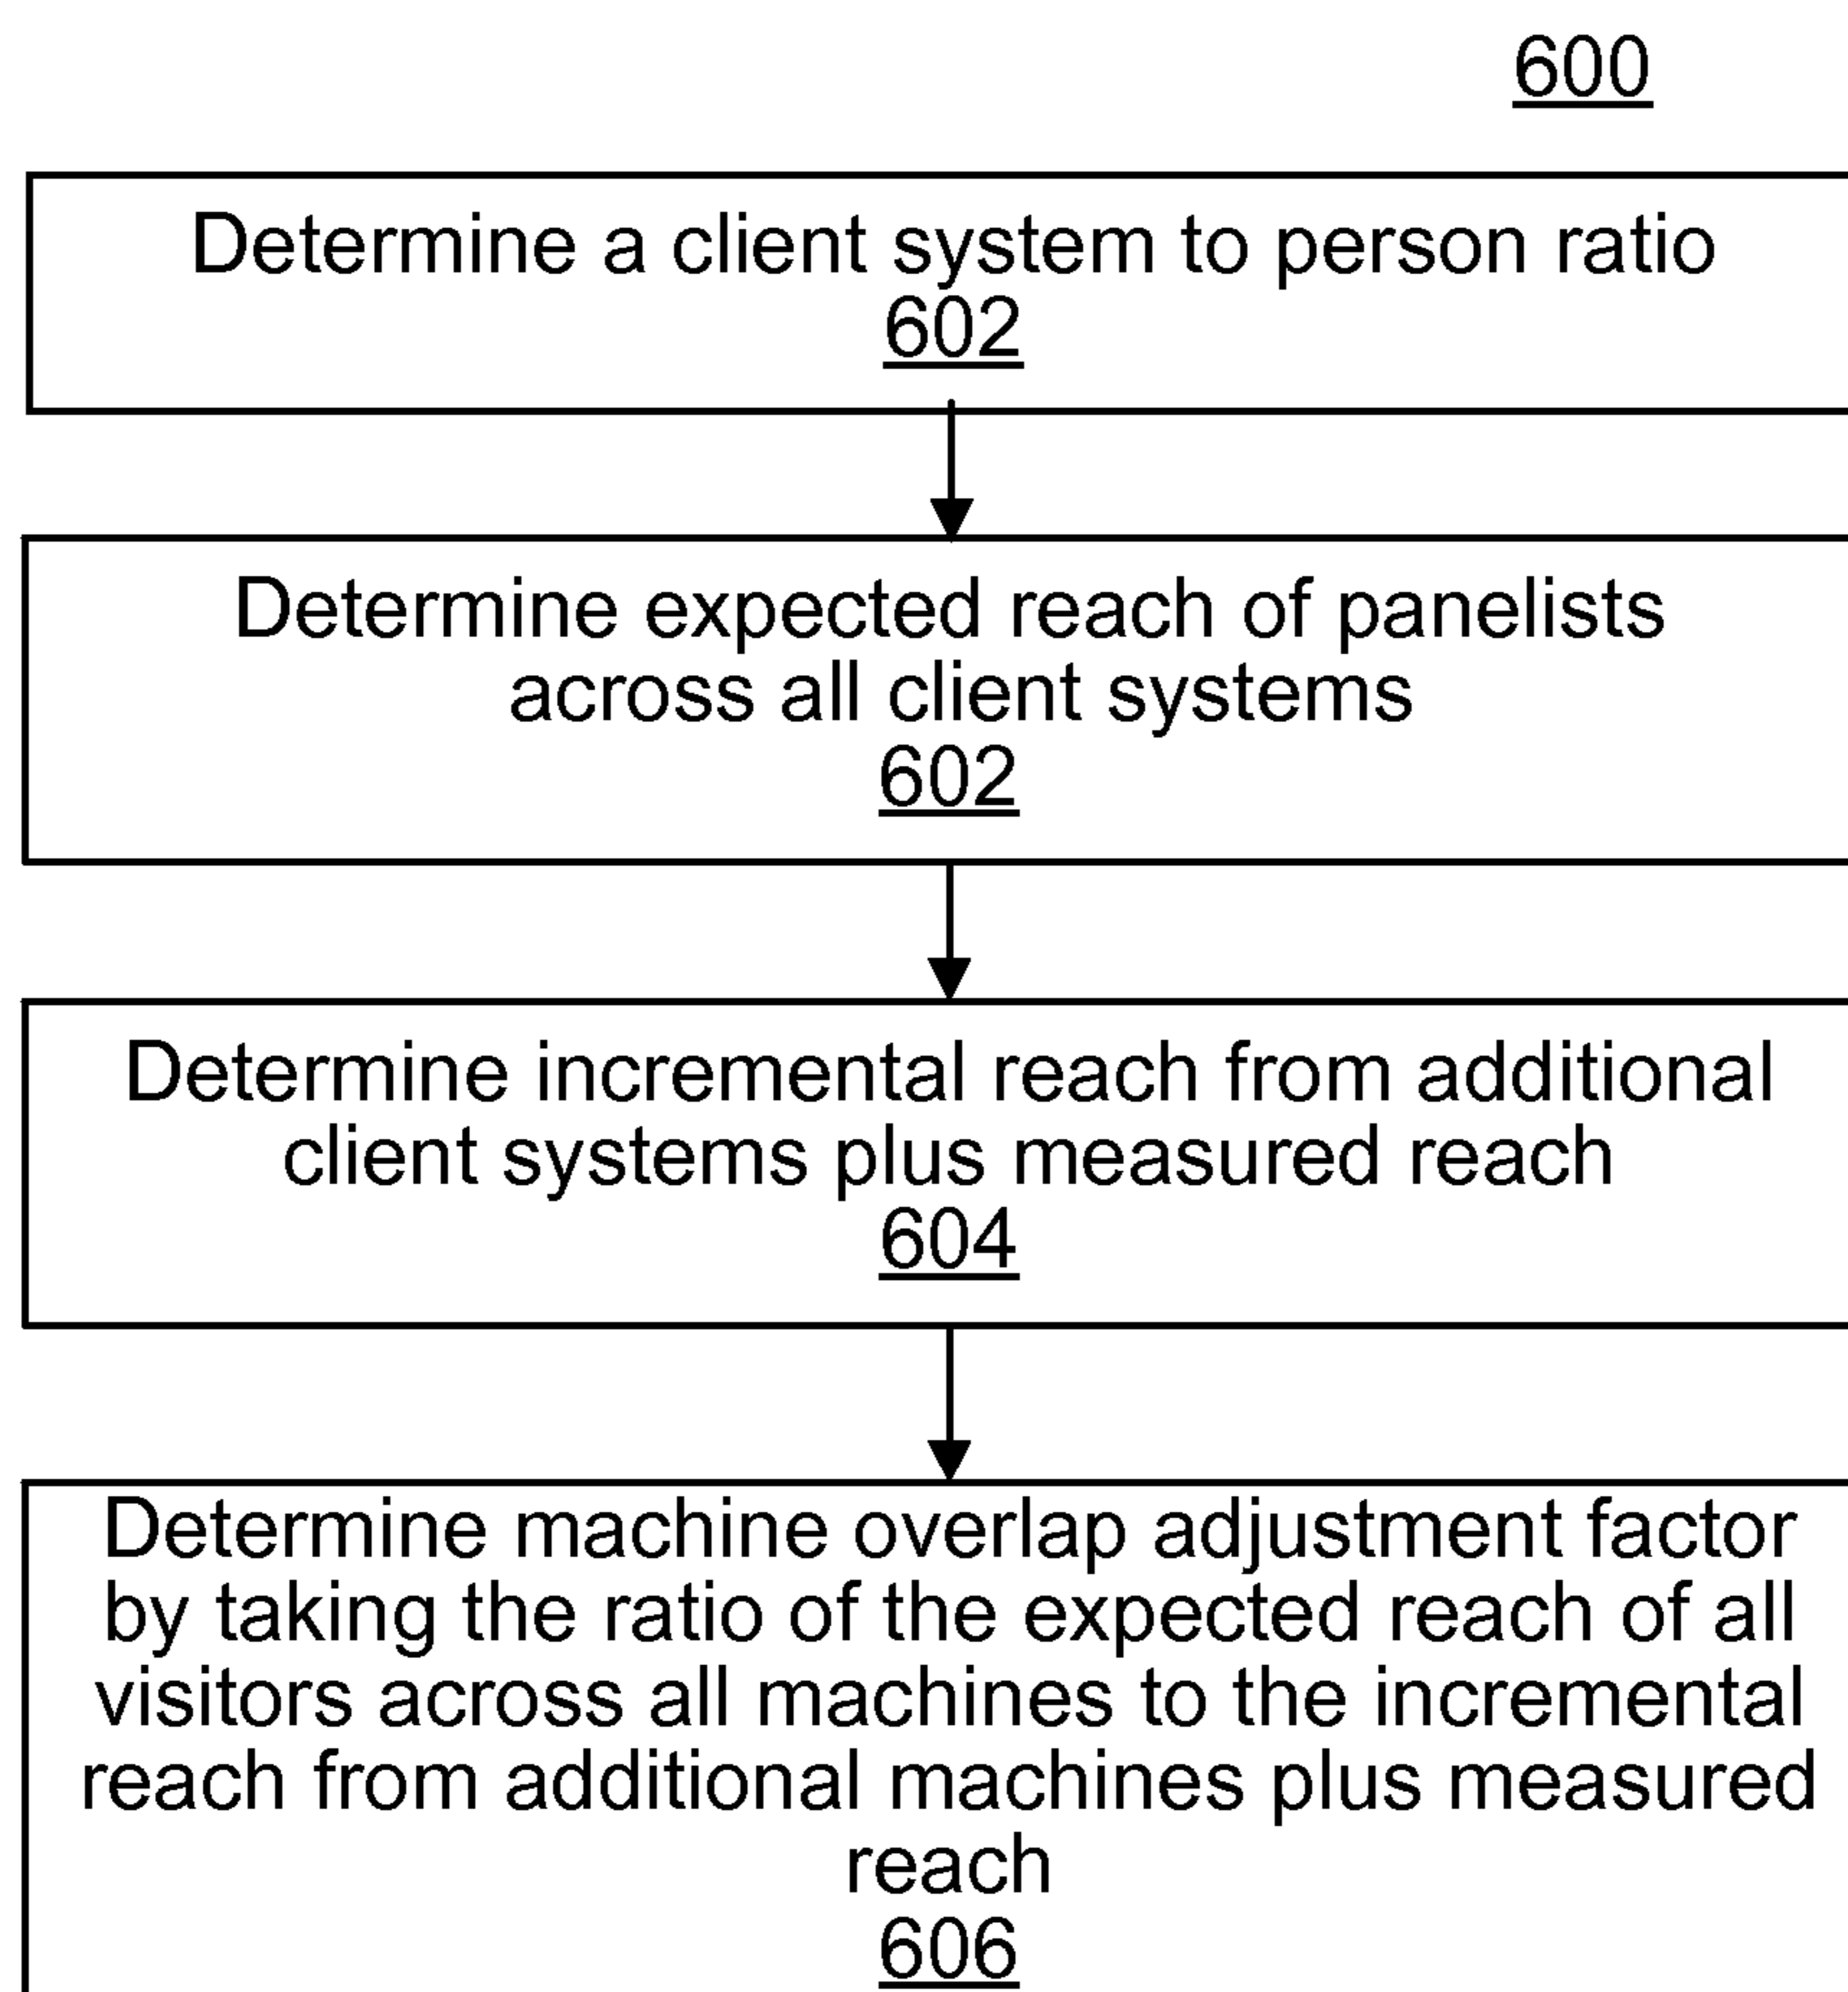 600
Determine a client system to person ratio
602
Determine expected reach of panelists
across all client systems
602
Determine incremental reach from additional
client systems plus measured reach
604
Determine machine overlap adjustment factor
by taking the ratio of the expected reach of all
visitors across all machines to the incremental
reach from additional machines plus measured
reach
606